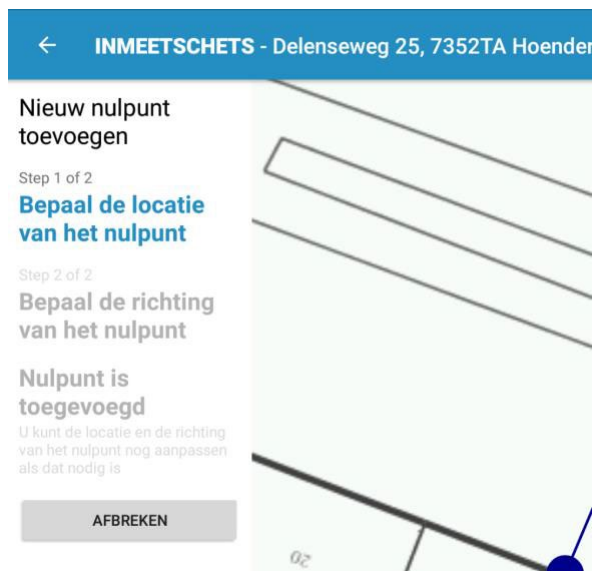 INMEETSCHETS - Delenseweg 25, 7352TA Hoender
Nieuw nulpunt
toevoegen
Step 1 of 2
Bepaal de locatie
van het nulpunt
Step 2 of 2
Bepaal de richting
van het nulpunt
Nulpunt is
toegevoegd
U kunt de locatie en de richting
van het nulpunt nog aanpassen
als dat nodig is
AFBREKEN
20